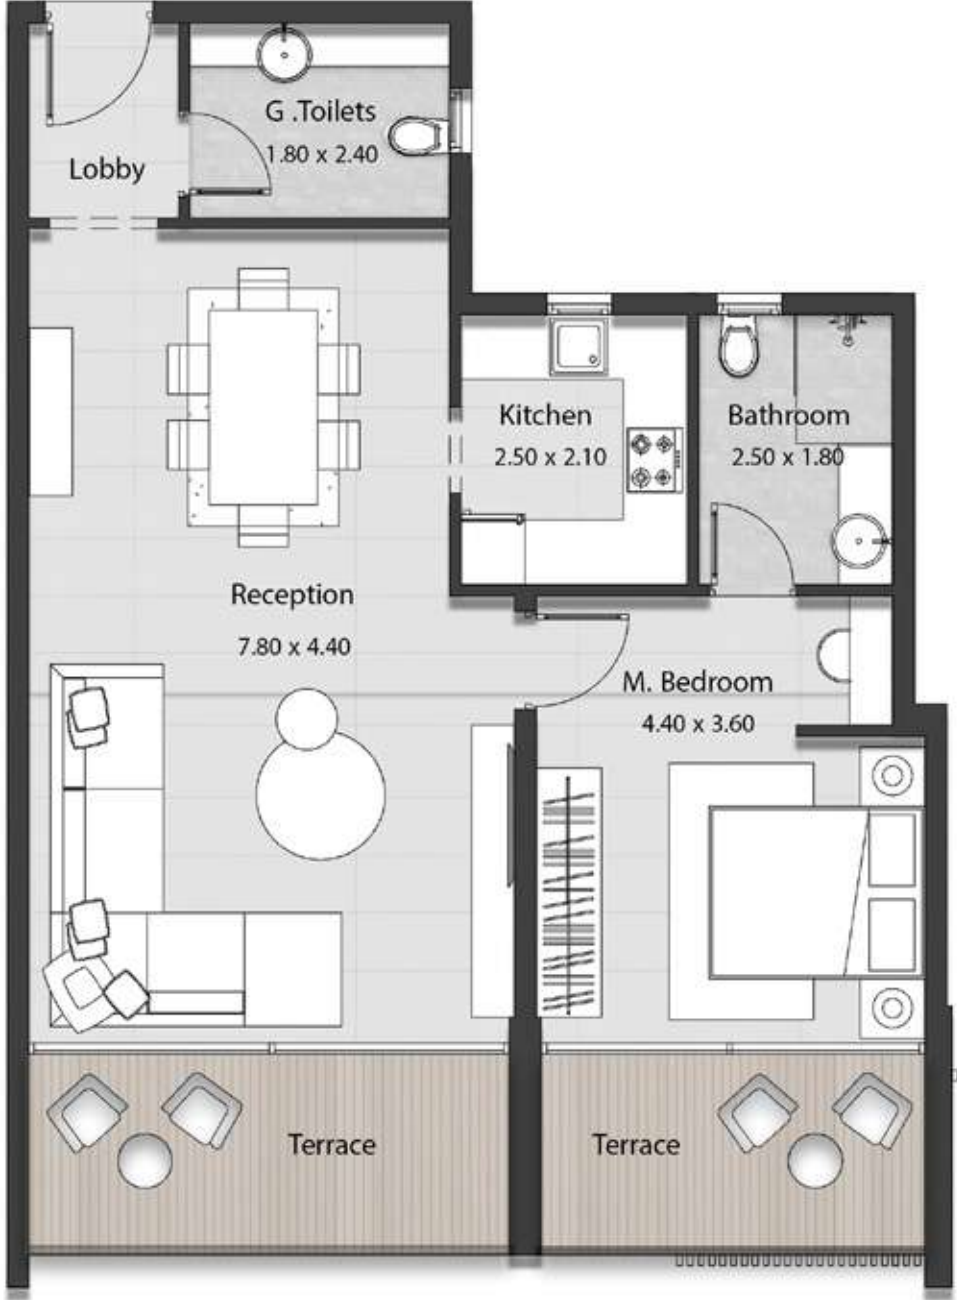 G .Toilets
1.80 x 2.40
Lobby
Kitchen
2.50 x 2.10
Bathroom
2.50 x 1.80
Reception
7.80 x 4.40
M. Bedroom
4.40 x 3.60
Terrace
Terrace